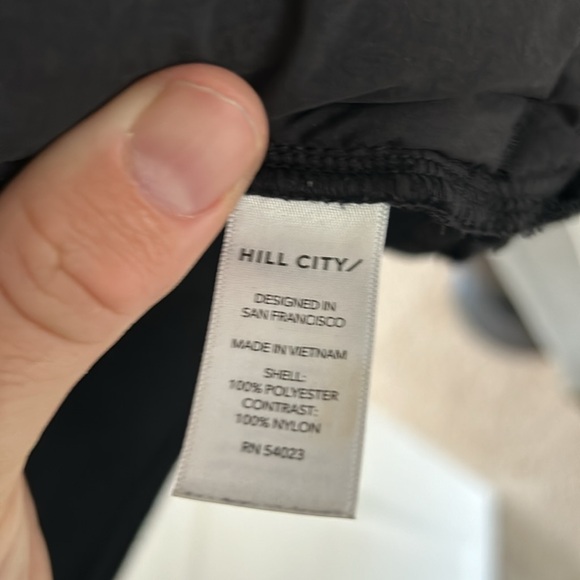 HILL CITY/
DESIGNED IN
SAN FRANCISCO
MADE IN VIETNAM
SHELL:
100% POLYESTER
CONTRAST:
100% NYLON
RN 54023